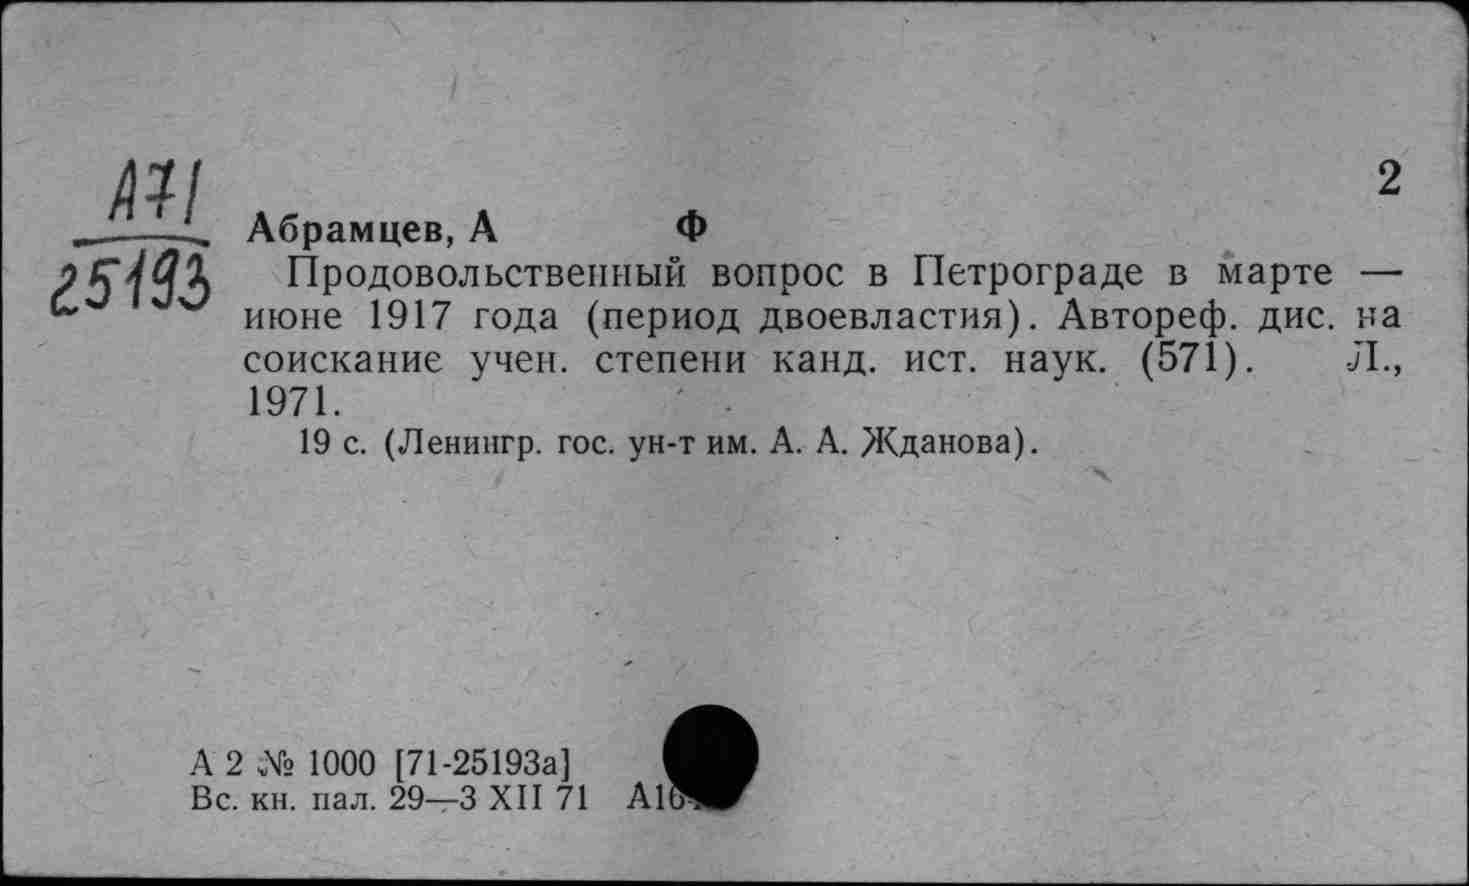 2
А71
Абрамцев, А Ф
25193
Продовольственный вопрос в Петрограде в марте —
июне 1917 года (период двоевластия). Автореф. дис. на
соискание учен. степени канд. ист. наук. (571). Л.,
1971.
19 с. (Ленингр. гос. ун-т им. А. А. Жданова).
А 2 № 1000 [71-25193а]
Вс. кн. пал. 29—3 XII 71